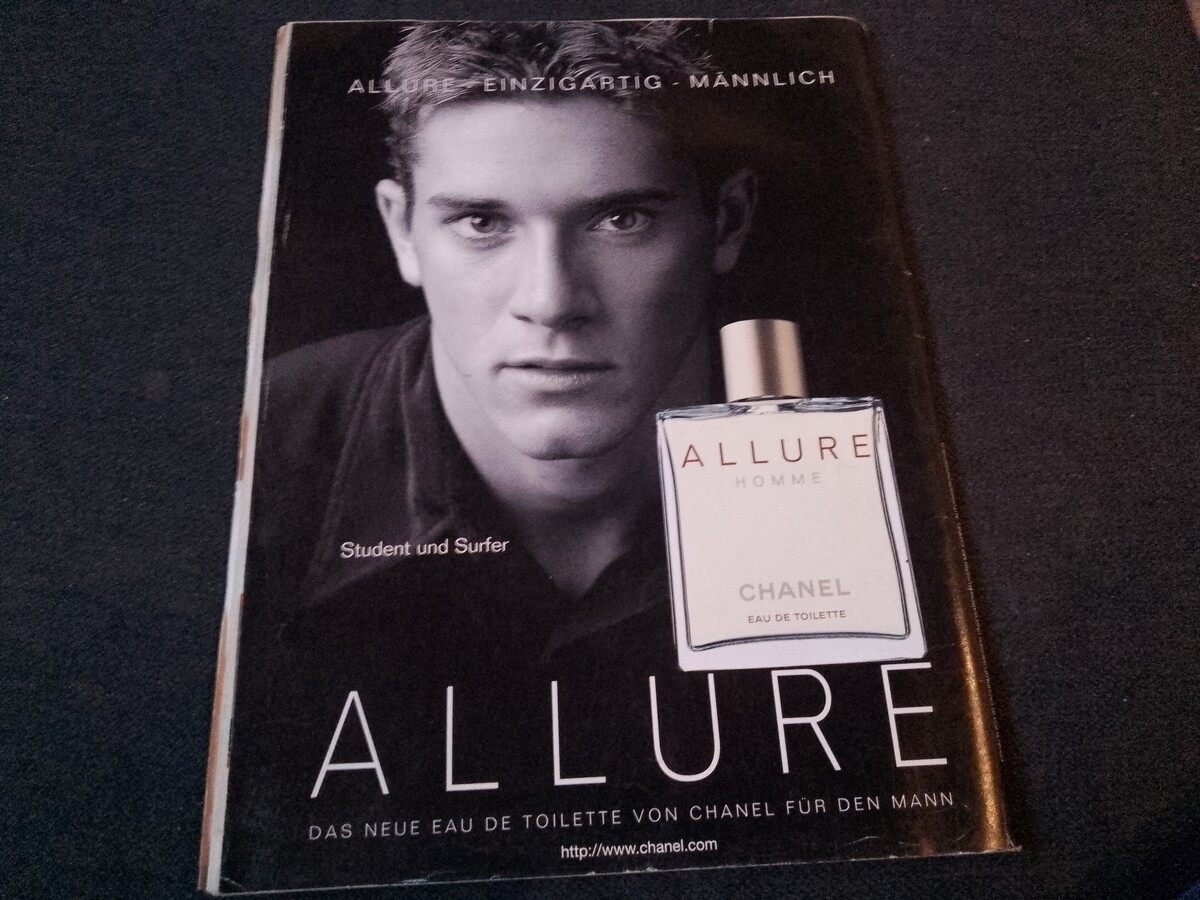 ALLURE - EINZIGARTIG - MÄNNLICH
ALLURE
HOMME
Student und Surfer
CHANEL
EAU DE TOILETTE
ALLURE
DAS NEUE EAU DE TOILETTE VON CHANEL FÜR DEN MANN
http://www.chanel.com